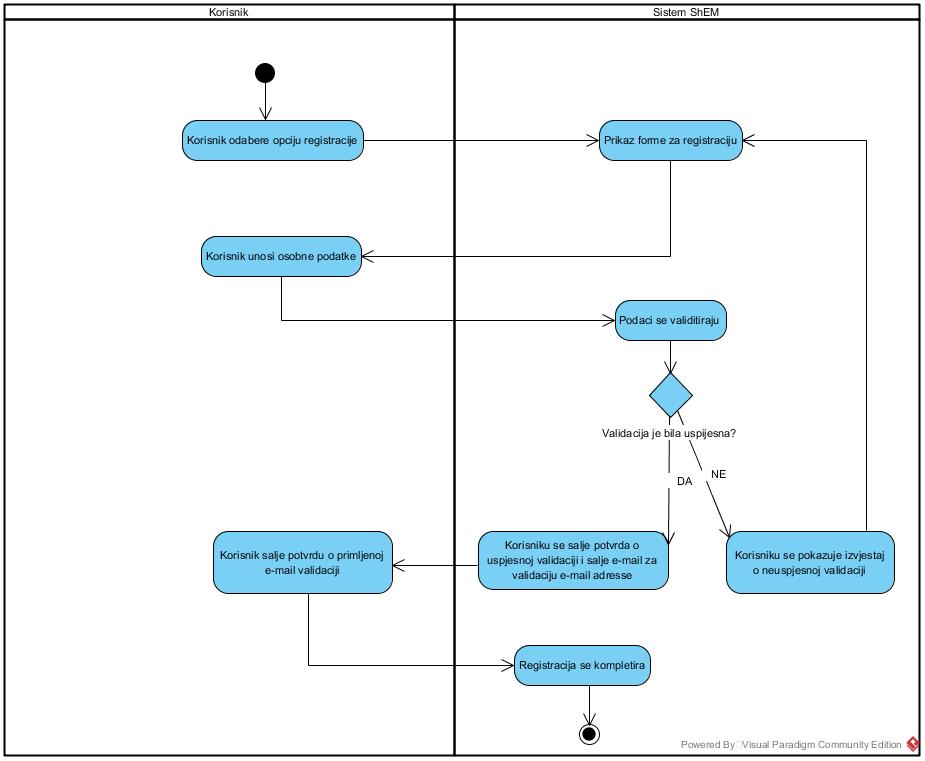 Korisnik
Sistem ShEM
Korisnik odabere opciju registracije
Prikaz forme za registraciju
Korisnik unosi osobne podatke
Podaci se validitiraju
Validacija je bila uspijesna?
DA
NE
Korisnik salje potvrdu o primljenoj
e-mail validaciji
Korisniku se salje potvrda o
uspjesnoj validaciji i salje e-mail za
validaciju e-mail adresse
Korisniku se pokazuje izvjestaj
o neuspjesnoj validaciji
Registracija se kompletira
Powered By Visual Paradigm Community Edition